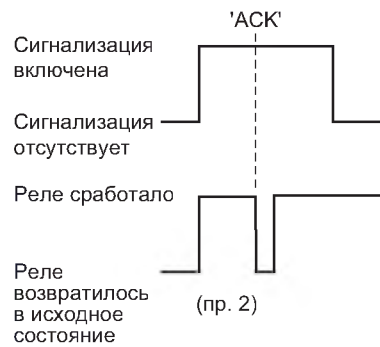 'ACK'
Сигнализация
включена
Сигнализация
отсутствует
Реле сработало
Реле
возвратилось
в исходное
состояние
(пр. 2)